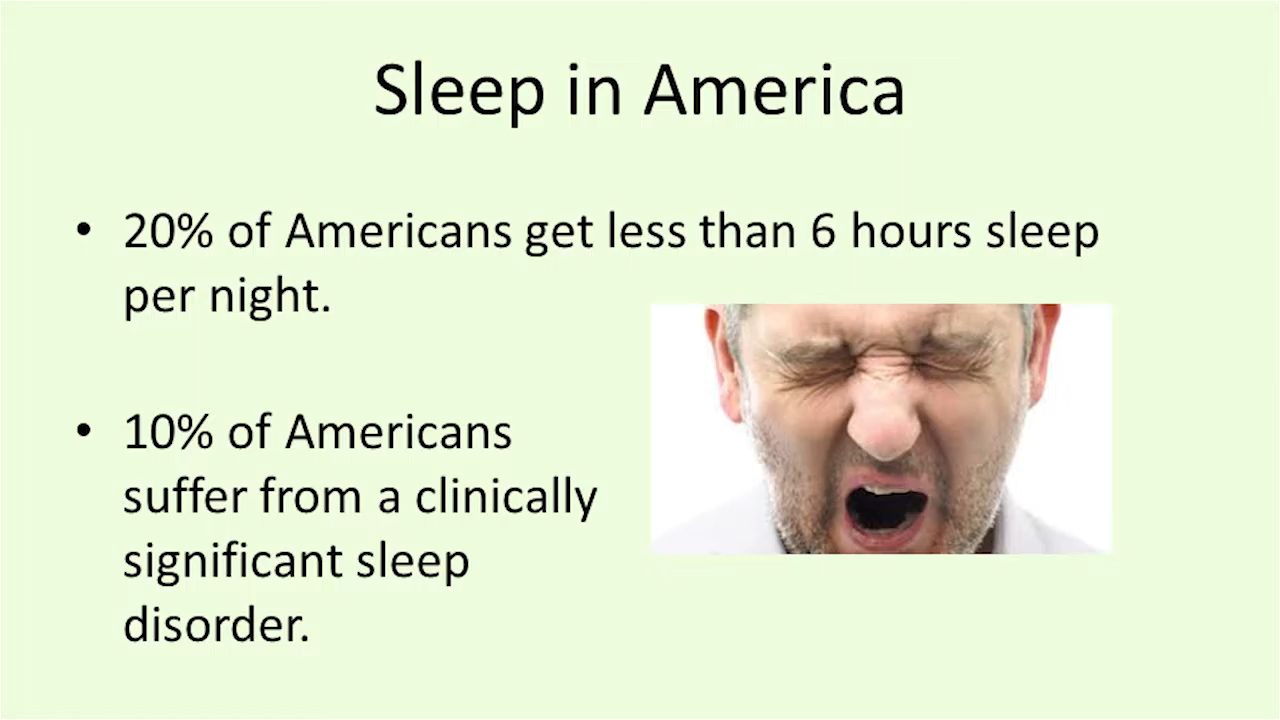 Sleep in America
• 20% of Americans get less than 6 hours sleep
per night.
• 10% of Americans
suffer from a clinically
significant sleep
disorder.